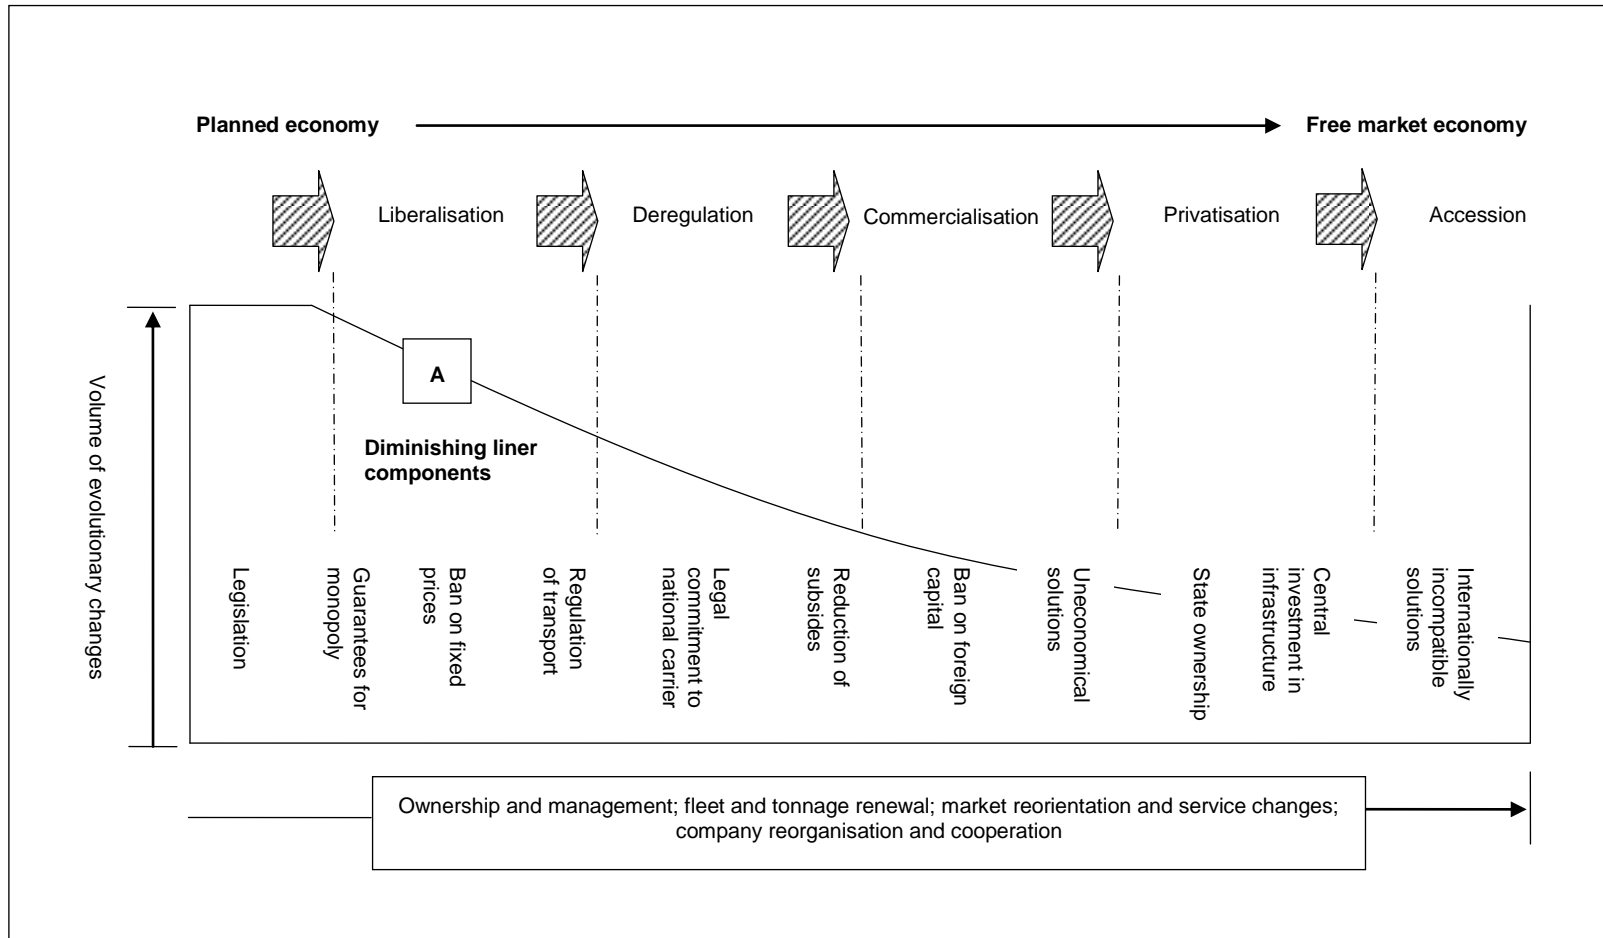 Planned economy
Free market economy
Liberalisation
Deregulation
Commercialisation
Privatisation
Accession
Volume of evolutionary changes
A
Diminishing liner
components
Legislation
Guarantees for
monopoly
Ban on fixed
prices
Regulation
of transport
Legal
commitment to
national carrier
Reduction of
subsides
Ban on foreign
capital
Uneconomical
solutions
State ownership
Central
investment in
infrastructure
Internationally
incompatible
solutions
Ownership and management; fleet and tonnage renewal; market reorientation and service changes;
company reorganisation and cooperation